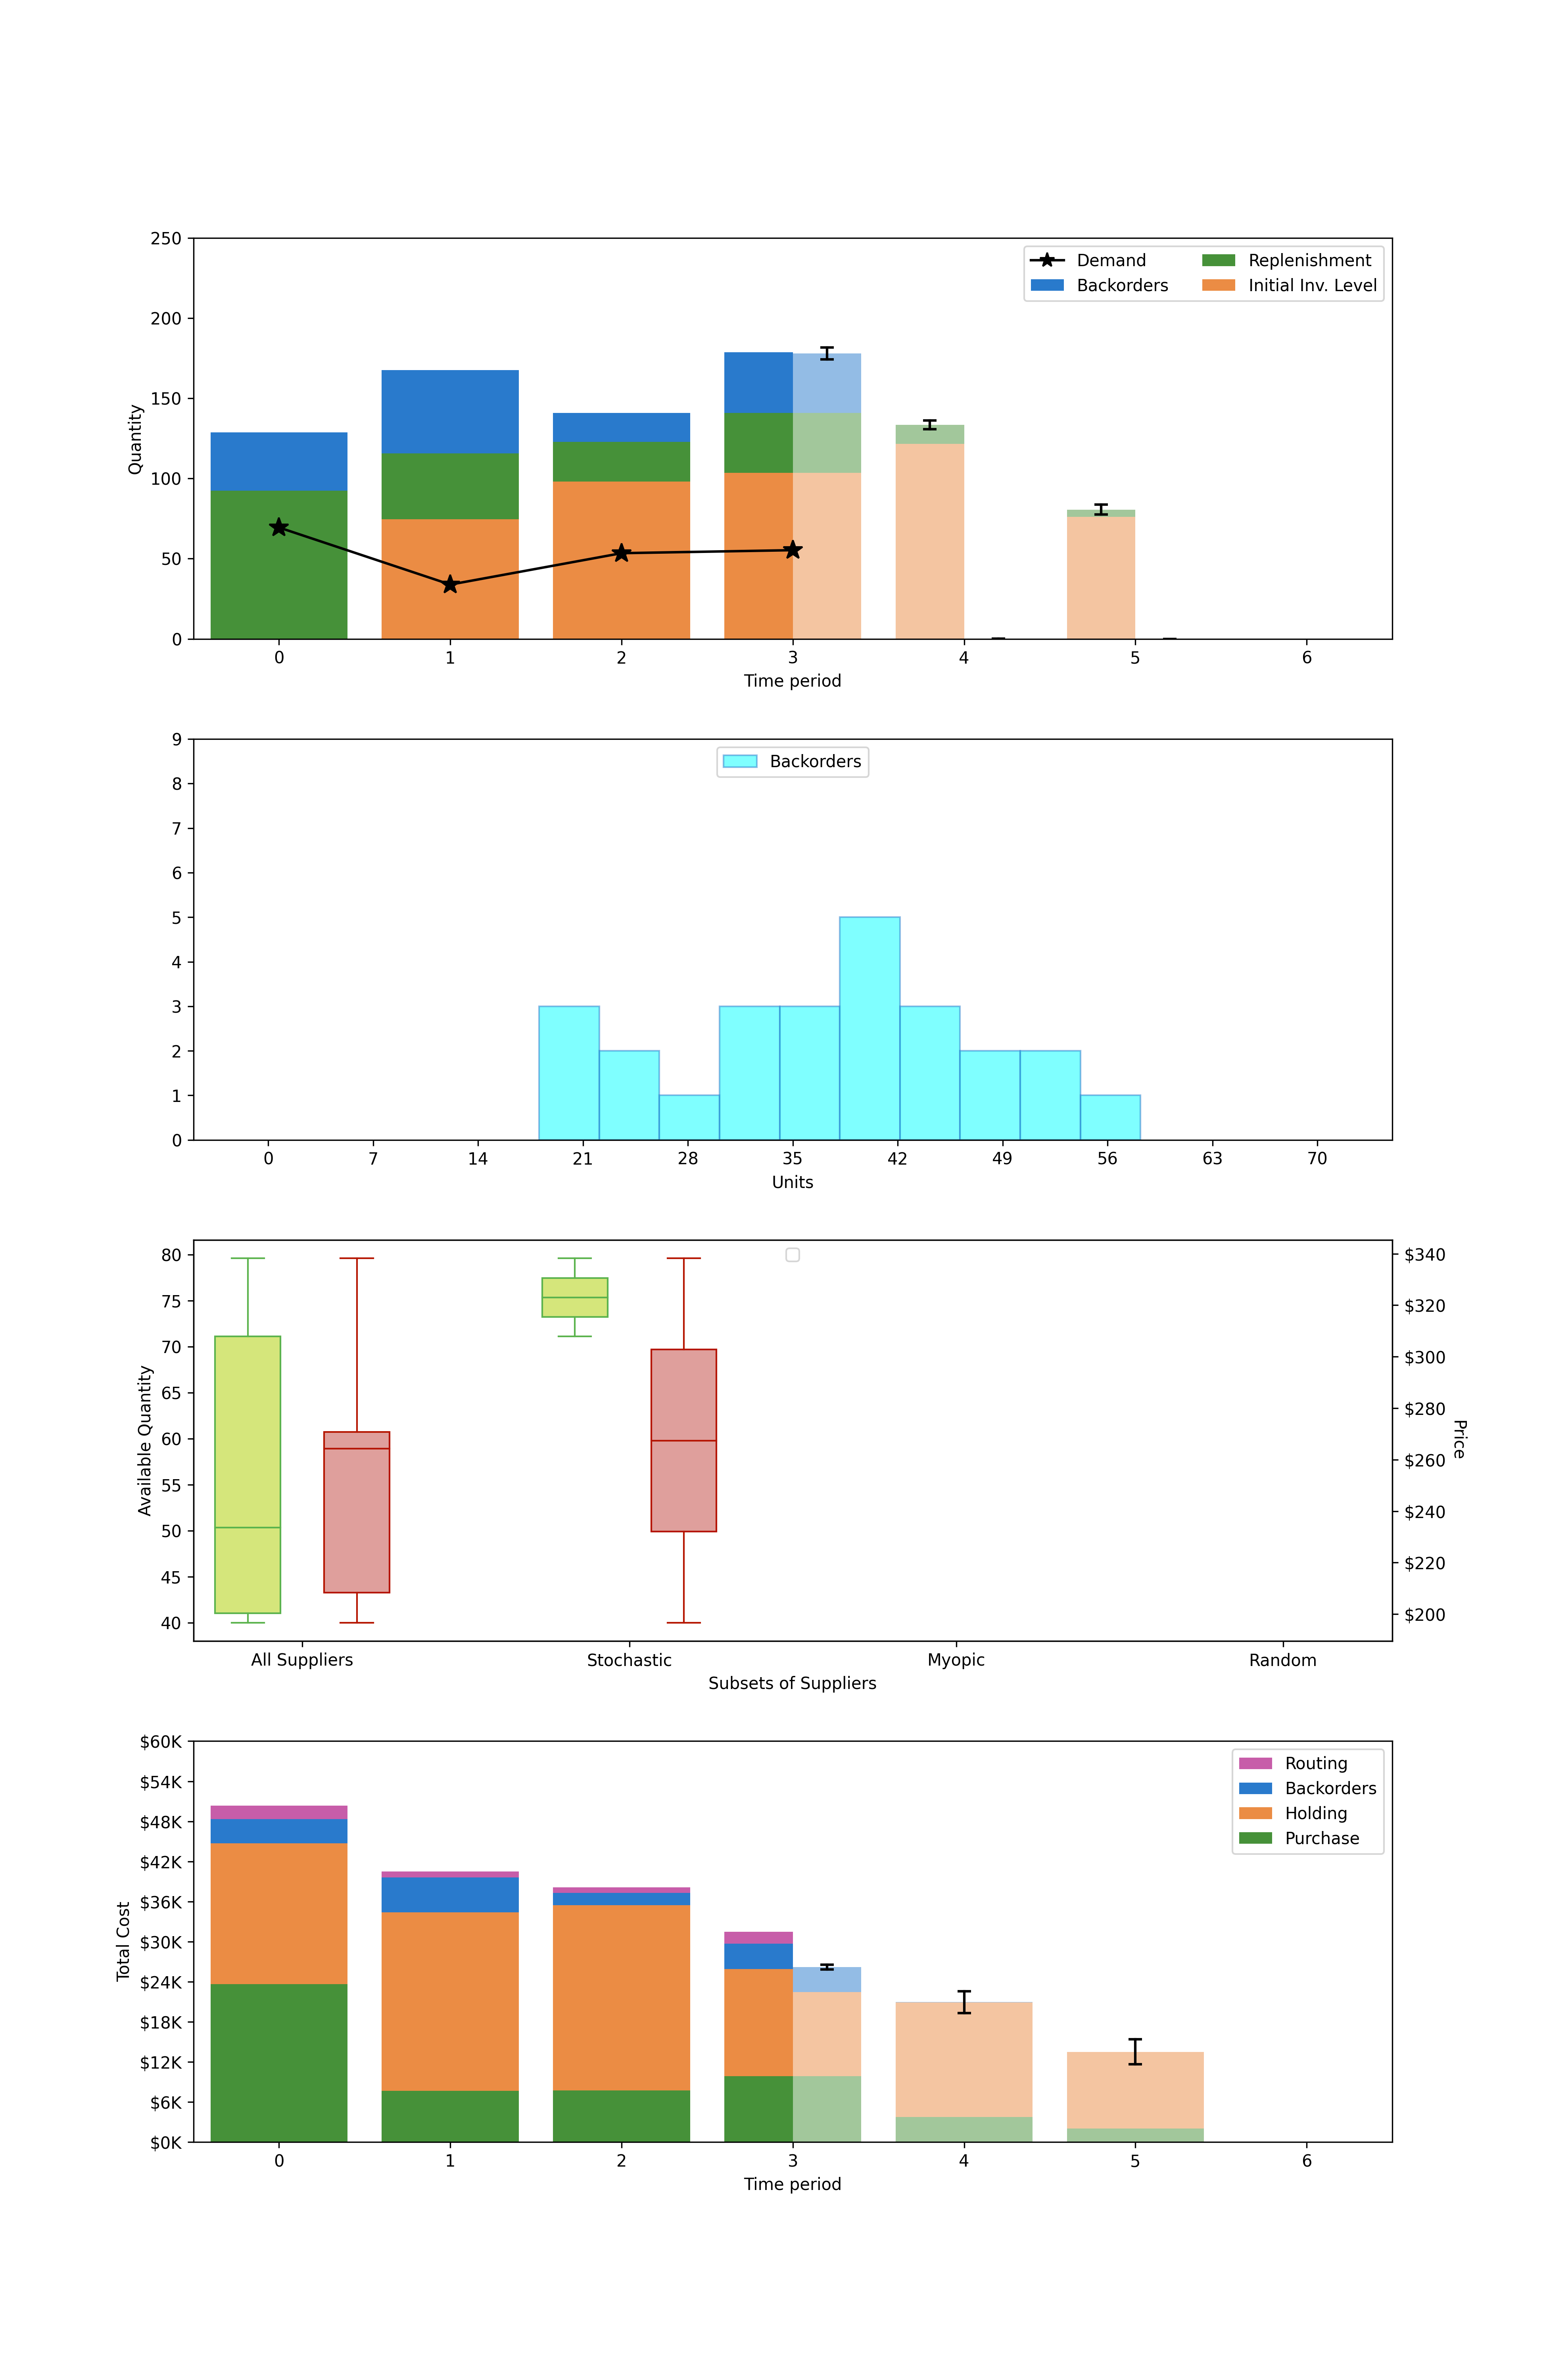 250
200
150
100
50
0
Quantity
Demand
Backorders
Replenishment
Initial Inv. Level
0 1 2 3 4 5 6
Time period
9
8
7
6
5
4
3
2
1
0
Backorders
0 7 14 21 28 35 42 49 56 63 70
Units
80
75
70
65
60
55
50
45
40
Available Quantity
$340
$320
$300
$280
$260
$240
$220
$200
Price
All Suppliers Stochastic Myopic Random
Subsets of Suppliers
$60K
$54K
$48K
$42K
$36K
$30K
$24K
$18K
$12K
$6K
$0K
Total Cost
Routing
Backorders
Holding
Purchase
0 1 2 3 4 5 6
Time period